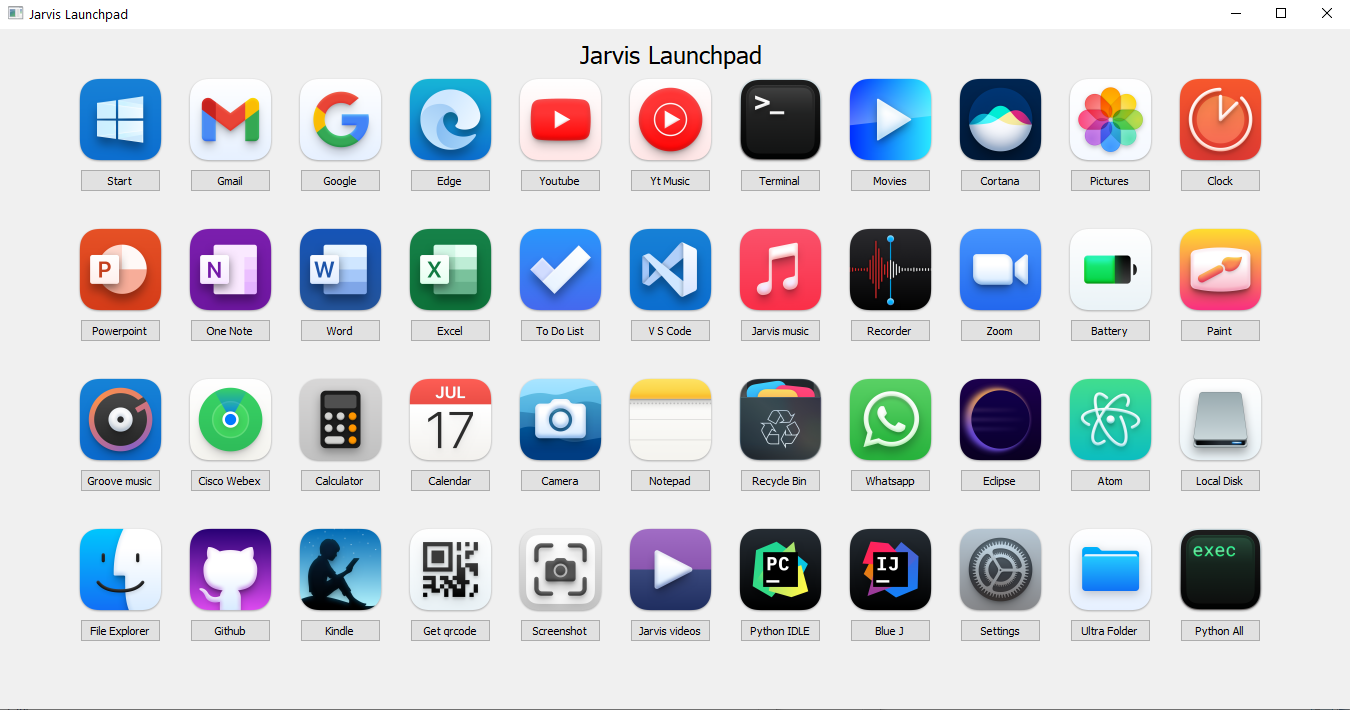 Jarvis Launchpad
Jarvis Launchpad
>_
Start Gmail Google Edge Youtube Yt Music Terminal Movies Cortana Pictures Clock
P N W X
Powerpoint One Note Word Excel To Do List V S Code Jarvis music Recorder Zoom Battery Paint
JUL
17
Groove music Cisco Webex Calculator Calendar Camera Notepad Recycle Bin Whatsapp Eclipse Atom Local Disk
PC IJ exec
File Explorer Github Kindle Get qrcode Screenshot Jarvis videos Python IDLE Blue J Settings Ultra Folder Python All